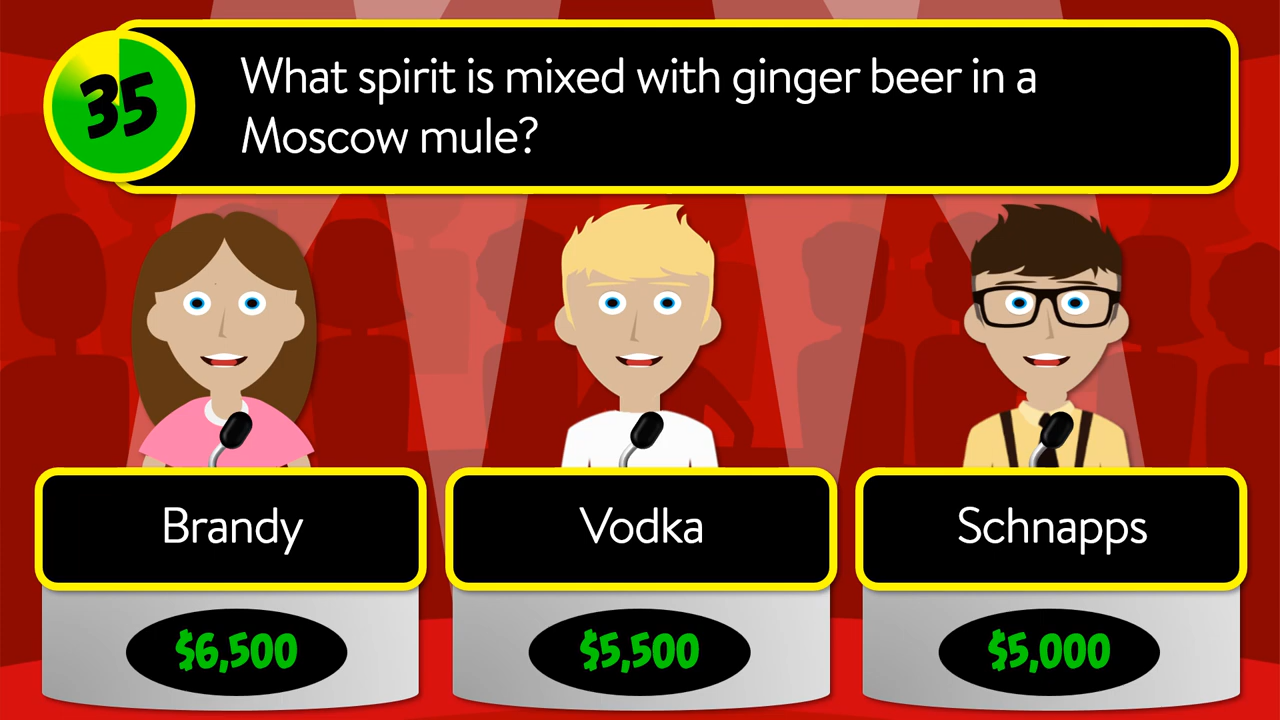 35
What spirit is mixed with ginger beer in a
Moscow mule?
Brandy
Vodka
Schnapps
$6,500
$5,500
$5,000